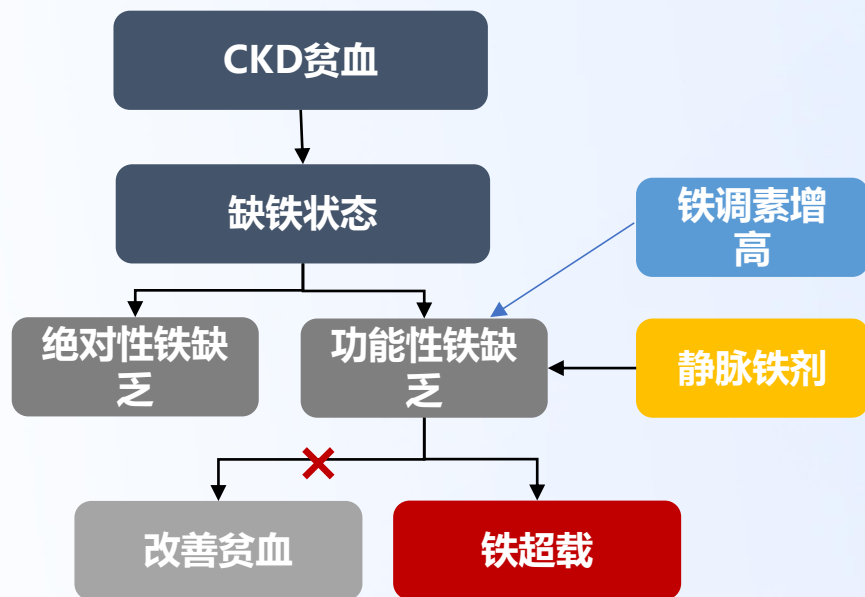 CKD贫血
缺铁状态
铁调素增
高
绝对性铁缺
乏
功能性铁缺
乏
静脉铁剂
改善贫血
铁超载